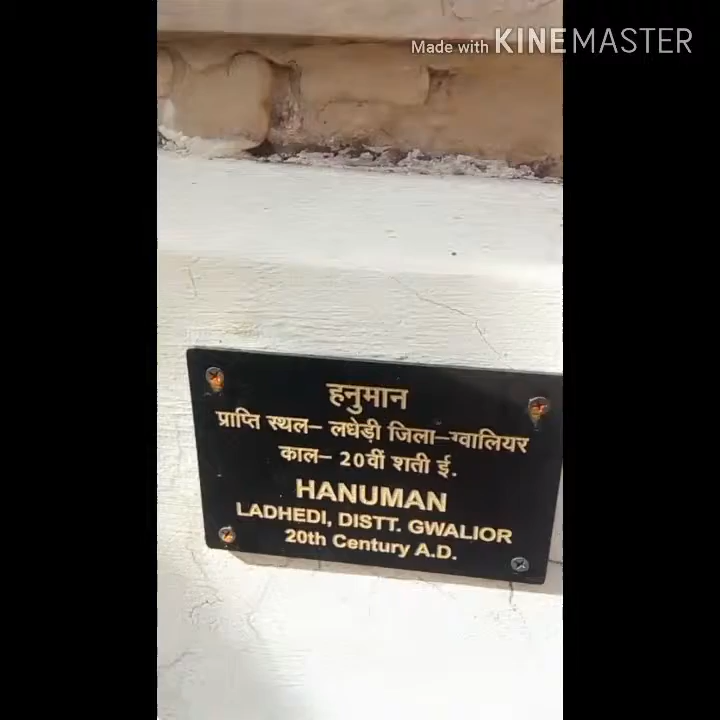 Made with KINEMASTER
हनुमान
प्राप्ति स्थल– लधेड़ी जिला–ग्वालियर
काल– 20वीं शती ई.
HANUMAN
LADHEDI, DISTT. GWALIOR
20th Century A.D.